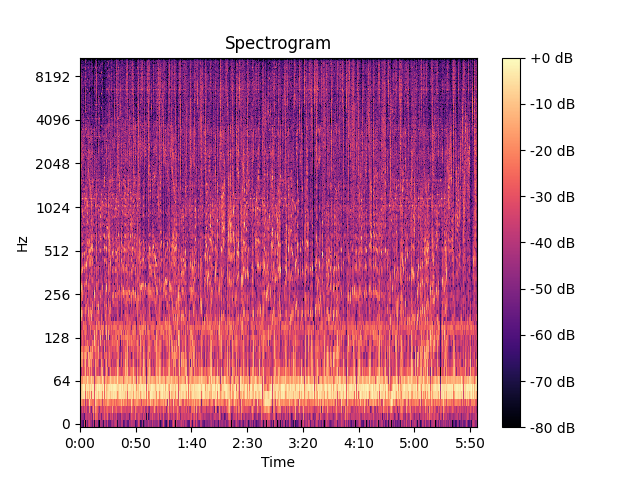 Spectrogram
Hz
8192
4096
2048
1024
512
256
128
64
0
0:00 0:50 1:40 2:30 3:20 4:10 5:00 5:50
Time
+0 dB
-10 dB
-20 dB
-30 dB
-40 dB
-50 dB
-60 dB
-70 dB
-80 dB